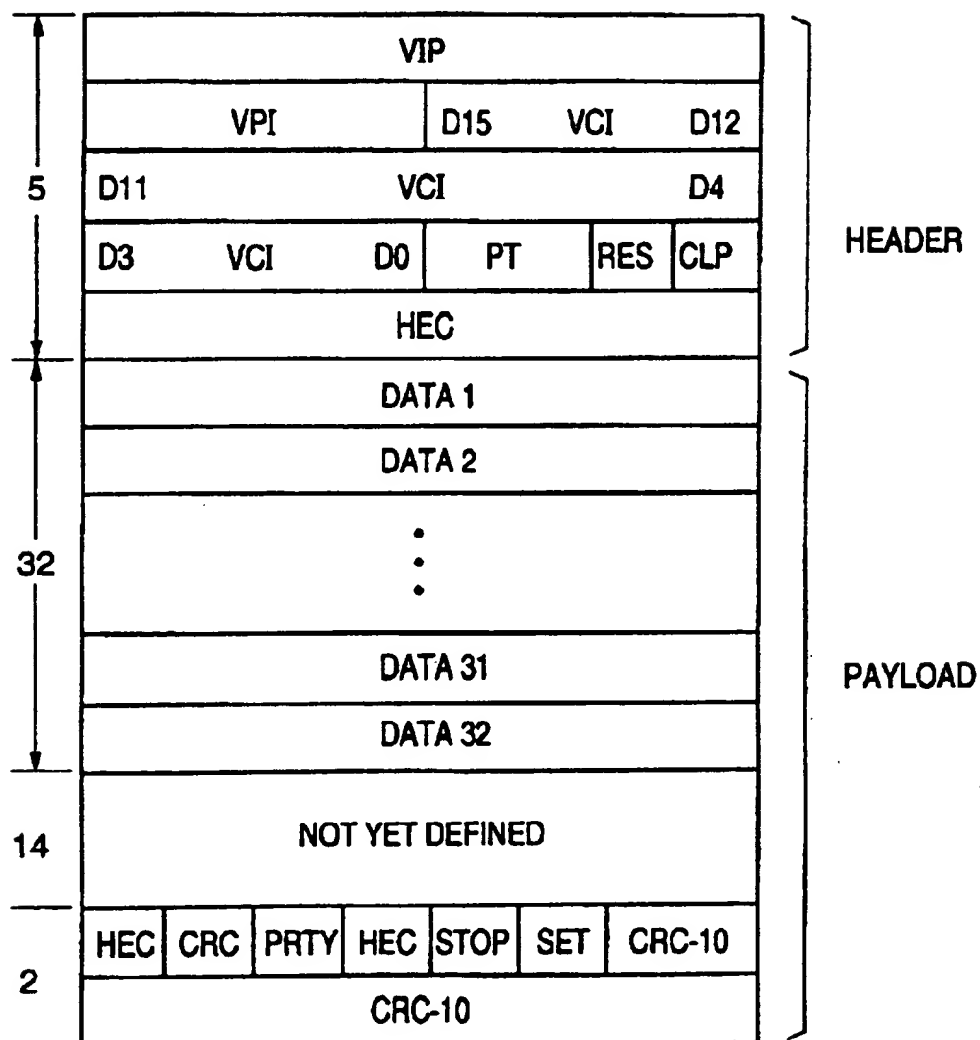 VIP
VPI D15 VCI D12
5 D11 VCI D4
D3 VCI D0 PT RES CLP HEADER
HEC
DATA 1
DATA 2
32
DATA 31 PAYLOAD
DATA 32
14 NOT YET DEFINED
HEC CRC PRTY HEC STOP SET CRC-10
2
CRC-10